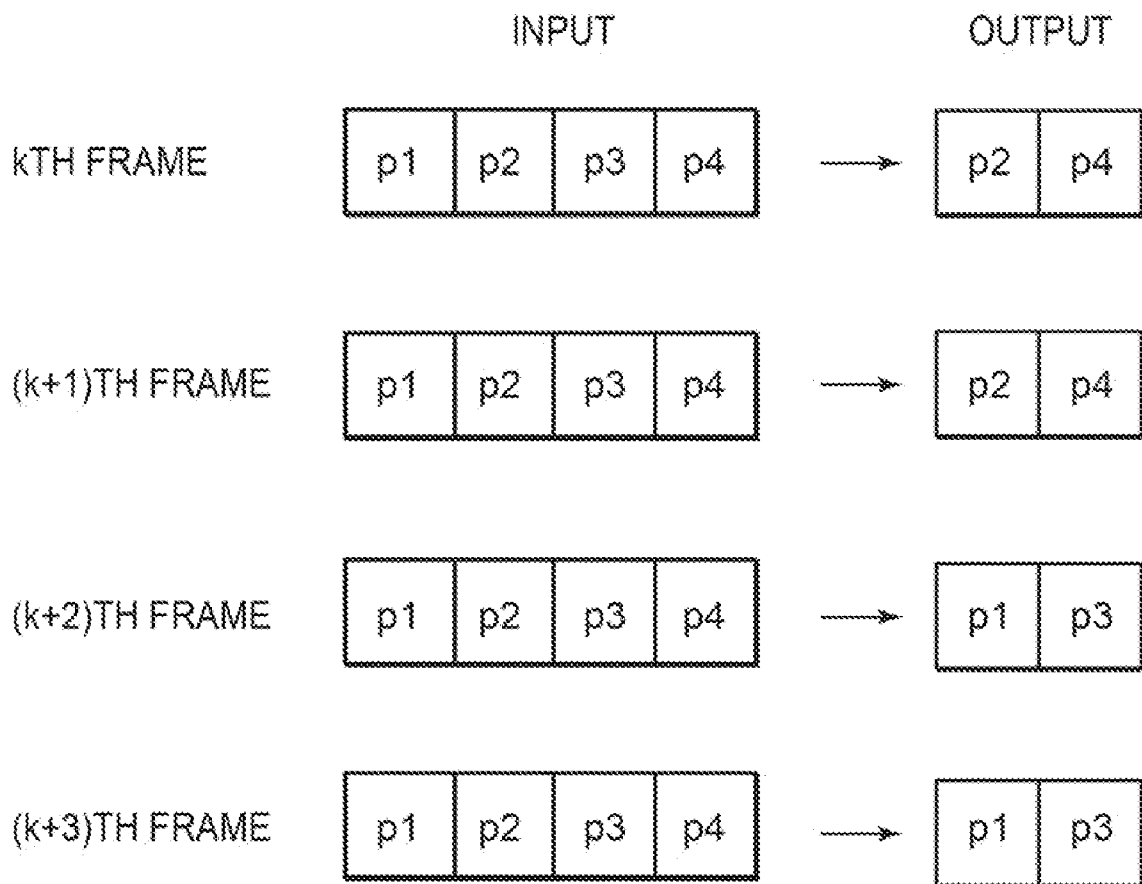 INPUT OUTPUT
kTH FRAME p1 p2 p3 p4 p2 p4
(k+1)TH FRAME p1 p2 p3 p4 p2 p4
(k+2)TH FRAME p1 p2 p3 p4 p1 p3
(k+3)TH FRAME p1 p2 p3 p4 p1 p3